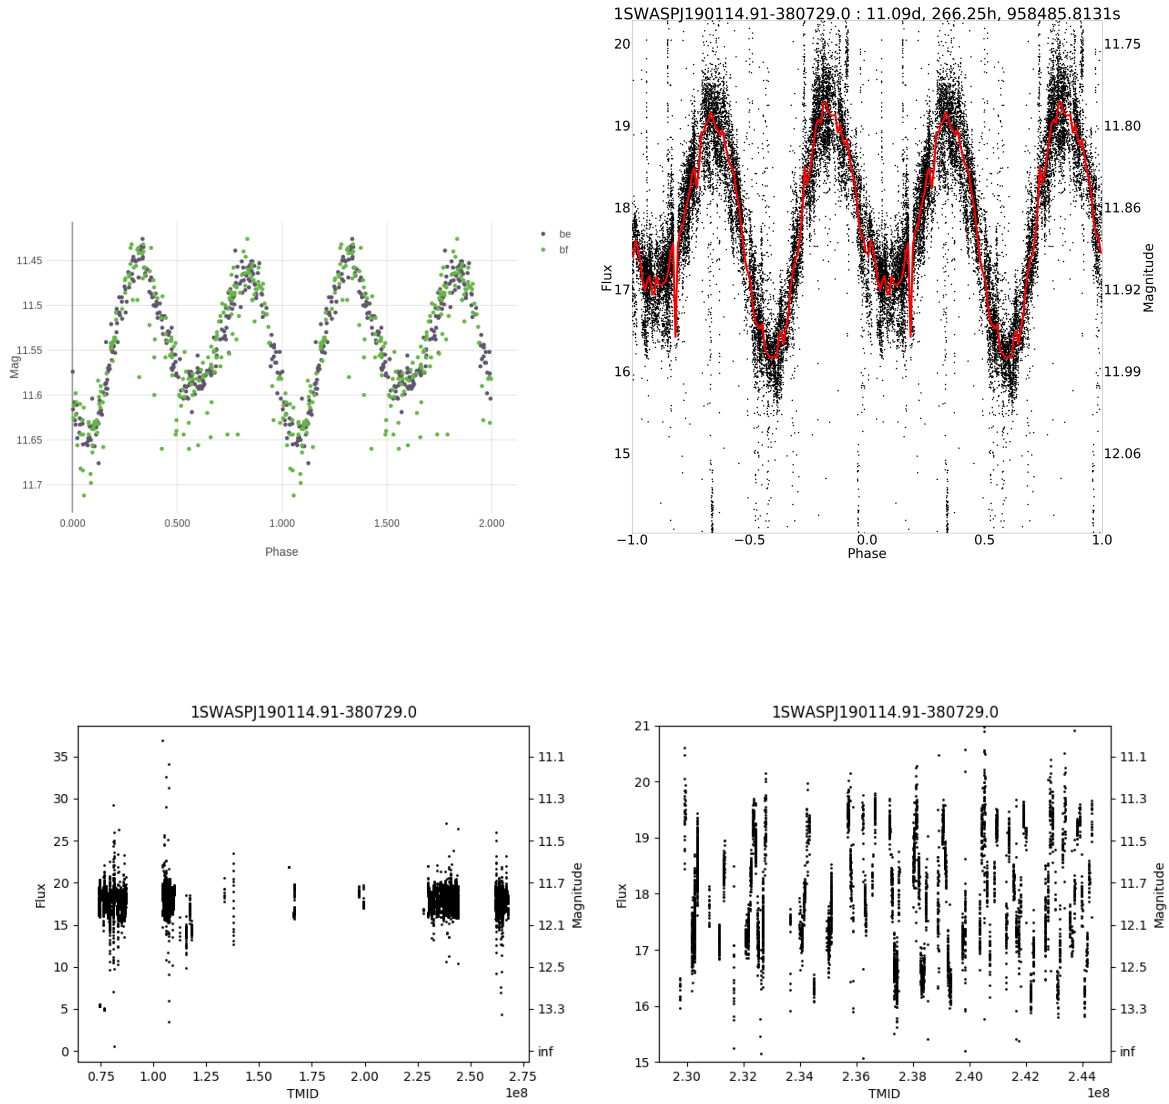 1SWASPJ190114.91-380729.0 : 11.09d, 266.25h, 958485.8131s
20
19
18
17
16
15
Flux
11.75
11.80
11.86
11.92
11.99
12.06
Magnitude
−1.0 −0.5 0.0 0.5 1.0
Phase
be
bf
11.45
11.5
11.55
11.6
11.65
11.7
Mag
0.000 0.500 1.000 1.500 2.000
Phase
1SWASPJ190114.91-380729.0
35
30
25
20
15
10
5
0
Flux
11.1
11.3
11.5
11.7
12.1
12.5
13.3
inf
Magnitude
0.75 1.00 1.25 1.50 1.75 2.00 2.25 2.50 2.75
1e8
TMID
1SWASPJ190114.91-380729.0
21
20
19
18
17
16
15
Flux
11.1
11.3
11.5
11.7
12.1
12.5
13.3
inf
Magnitude
2.30 2.32 2.34 2.36 2.38 2.40 2.42 2.44
1e8
TMID